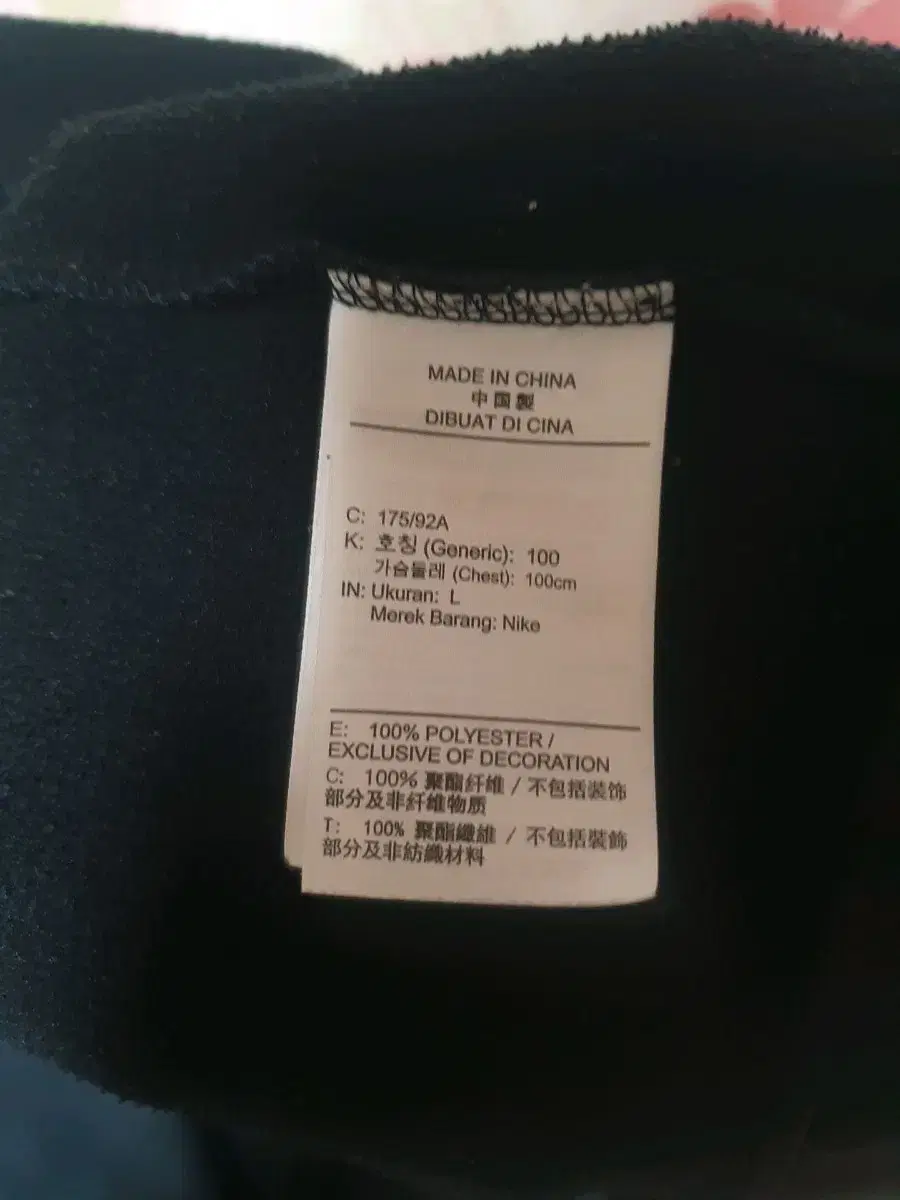 MADE IN CHINA
中国製
DIBUAT DI CINA
C: 175/92A
K: 호칭 (Generic): 100
가슴둘레 (Chest): 100cm
IN: Ukuran: L
Merek Barang: Nike
E: 100% POLYESTER /
EXCLUSIVE OF DECORATION
C: 100% 聚酯纤维 / 不包括装饰
部分及非纤维物质
T: 100% 聚酯纖維 / 不包括裝飾
部分及非紡織材料